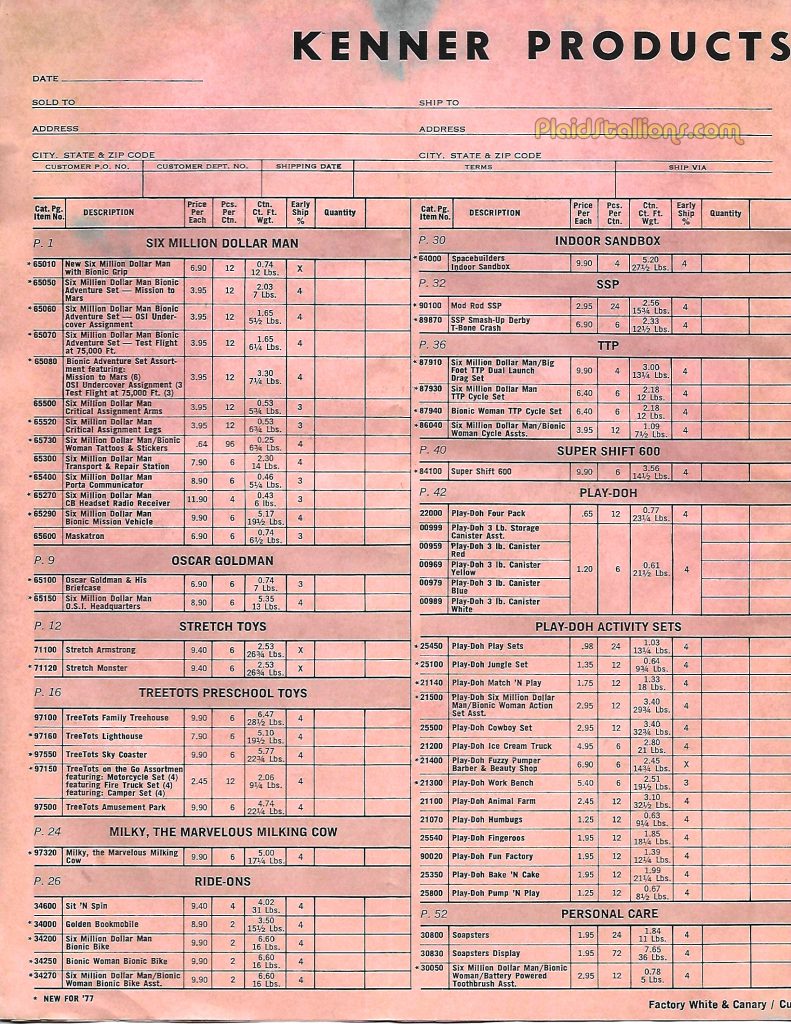 KENNER PRODUCTS
DATE
SOLD TO
SHIP TO
PlaidStallions.com
ADDRESS
ADDRESS
CITY, STATE & ZIP CODE
CITY, STATE & ZIP CODE
CUSTOMER P.O. NO. CUSTOMER DEPT. NO. SHIPPING DATE TERMS SHIP VIA
Cat. Pg. Item No. DESCRIPTION Price Per Each Pcs. Per Ctn. Ctn. Ct. Ft. Wgt. Early Ship % Quantity
P. 1 SIX MILLION DOLLAR MAN
*65010 New Six Million Dollar Man with Bionic Grip 6.90 12 0.74 12 Lbs. X
*65050 Six Million Dollar Man Bionic Adventure Set — Mission to Mars 3.95 12 2.03 7 Lbs. 4
*65060 Six Million Dollar Man Bionic Adventure Set — OSI Under-cover Assignment 3.95 12 1.65 5½ Lbs. 4
*65070 Six Million Dollar Man Bionic Adventure Set — Test Flight at 75,000 Ft. 3.95 12 1.65 6¼ Lbs. 4
*65080 Bionic Adventure Set Assort-ment featuring: Mission to Mars (6) OSI Undercover Assignment (3 Test Flight at 75,000 Ft. (3) 3.95 12 3.30 7¼ Lbs. 4
65500 Six Million Dollar Man Critical Assignment Arms 3.95 12 0.53 5¾ Lbs. 3
*65520 Six Million Dollar Man Critical Assignment Legs 3.95 12 0.53 6¾ Lbs. 3
*65730 Six Million Dollar Man/Bionic Woman Tattoos & Stickers .64 96 0.25 6¾ Lbs. 4
65300 Six Million Dollar Man Transport & Repair Station 7.90 6 2.30 14 Lbs. 4
*65400 Six Million Dollar Man Porta Communicator 8.90 6 0.46 5¼ Lbs. 3
*65270 Six Million Dollar Man CB Headset Radio Receiver 11.90 4 0.43 6 lbs. 3
*65290 Six Million Dollar Man Bionic Mission Vehicle 9.90 6 5.17 19½ Lbs. 4
65600 Maskatron 6.90 6 0.74 6½ Lbs. 3
P. 9 OSCAR GOLDMAN
*65100 Oscar Goldman & His Briefcase 6.90 6 0.74 7 Lbs. 3
*65150 Six Million Dollar Man O.S.I. Headquarters 8.90 6 5.35 13 Lbs. 4
P. 12 STRETCH TOYS
71100 Stretch Armstrong 9.40 6 2.53 26¾ Lbs. X
*71120 Stretch Monster 9.40 6 2.53 26¾ Lbs. X
P. 16 TREETOTS PRESCHOOL TOYS
97100 TreeTots Family Treehouse 9.90 6 6.47 28½ Lbs. 4
*97160 TreeTots Lighthouse 7.90 6 5.10 19½ Lbs. 4
*97550 TreeTots Sky Coaster 9.90 6 5.77 22¾ Lbs. 4
*97150 TreeTots on the Go Assortmen featuring: Motorcycle Set (4) featuring Fire Truck Set (4) featuring: Camper Set (4) 2.45 12 2.06 9¼ Lbs. 4
97500 TreeTots Amusement Park 9.90 6 4.74 22¼ Lbs. 4
P. 24 MILKY, THE MARVELOUS MILKING COW
*97320 Milky, the Marvelous Milking Cow 9.90 6 5.00 17¼ Lbs. 4
P. 26 RIDE-ONS
34600 Sit 'N Spin 9.40 4 4.02 31 Lbs. 4
*34000 Golden Bookmobile 8.90 2 3.50 15½ Lbs. 4
*34200 Six Million Dollar Man Bionic Bike 9.90 2 6.60 16 Lbs. 4
*34250 Bionic Woman Bionic Bike 9.90 2 6.60 16 Lbs. 4
*34270 Six Million Dollar Man/Bionic Woman Bionic Bike Asst. 9.90 2 6.60 16 Lbs. 4
* NEW FOR '77
Cat. Pg. Item No. DESCRIPTION Price Per Each Pcs. Per Ctn. Ctn. Ct. Ft. Wgt. Early Ship % Quantity
P. 30 INDOOR SANDBOX
*64000 Spacebuilders Indoor Sandbox 9.90 4 5.20 27½ Lbs. 4
P. 32 SSP
*90100 Mod Rod SSP 2.95 24 2.56 15¾ Lbs. 4
*89870 SSP Smash-Up Derby T-Bone Crash 6.90 6 2.33 12½ Lbs. 4
P. 36 TTP
*87910 Six Million Dollar Man/Big Foot TTP Dual Launch Drag Set 9.90 4 3.00 13¼ Lbs. 4
*87930 Six Million Dollar Man TTP Cycle Set 6.40 6 2.18 12 Lbs. 4
*87940 Bionic Woman TTP Cycle Set 6.40 6 2.18 12 Lbs. 4
*86040 Six Million Dollar Man/Bionic Woman Cycle Assts. 3.95 12 1.09 7½ Lbs. 4
P. 40 SUPER SHIFT 600
*84100 Super Shift 600 9.90 6 3.56 14½ Lbs. 4
P. 42 PLAY-DOH
22000 Play-Doh Four Pack .65 12 0.77 23¼ Lbs. 4
00999 Play-Doh 3 Lb. Storage Canister Asst.
00959 Play-Doh 3 lb. Canister Red
00969 Play-Doh 3 lb. Canister Yellow 1.20 6 0.61 21½ Lbs. 4
00979 Play-Doh 3 lb. Canister Blue
00989 Play-Doh 3 lb. Canister White
PLAY-DOH ACTIVITY SETS
*25450 Play-Doh Play Sets .98 24 1.03 13¼ Lbs. 4
*25100 Play-Doh Jungle Set 1.35 12 0.64 9¾ Lbs. 4
*21140 Play-Doh Match 'N Play 1.75 12 1.33 18 Lbs. 4
*21500 Play-Doh Six Million Dollar Man/Bionic Woman Action Set Asst. 2.95 12 3.40 29¾ Lbs. 4
25500 Play-Doh Cowboy Set 2.95 12 3.40 32¾ Lbs. 4
21200 Play-Doh Ice Cream Truck 4.95 6 2.80 21 Lbs. 4
*21400 Play-Doh Fuzzy Pumper Barber & Beauty Shop 6.90 6 2.45 14¾ Lbs. X
*21300 Play-Doh Work Bench 5.40 6 2.51 19½ Lbs. 3
21100 Play-Doh Animal Farm 2.45 12 3.10 32½ Lbs. 4
21070 Play-Doh Humbugs 1.25 12 0.63 9¼ Lbs. 4
25540 Play-Doh Fingeroos 1.95 12 1.85 18¼ Lbs. 4
90020 Play-Doh Fun Factory 1.95 12 1.39 12¼ Lbs. 4
25350 Play-Doh Bake 'N Cake 1.95 12 1.99 21¼ Lbs. 4
25800 Play-Doh Pump 'N Play 1.25 12 0.67 8½ Lbs. 4
P. 52 PERSONAL CARE
30800 Soapsters 1.95 24 1.84 11 Lbs. 4
30830 Soapsters Display 1.95 72 7.65 36 Lbs. 4
*30050 Six Million Dollar Man/Bionic Woman/Battery Powered Toothbrush Asst. 2.95 12 0.78 5 Lbs. 4
Factory White & Canary / Cu